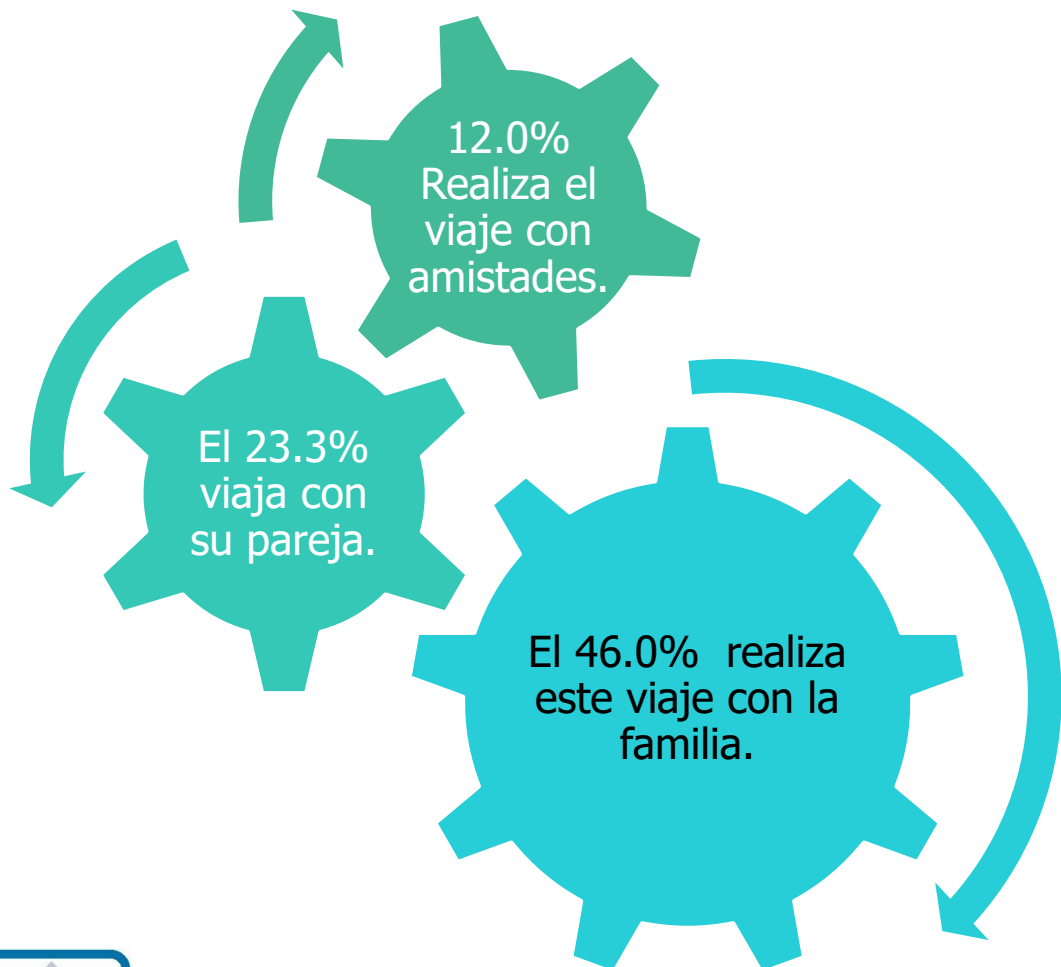 12.0%
Realiza el
viaje con
amistades.
El 23.3%
viaja con
su pareja.
El 46.0% realiza
este viaje con la
familia.